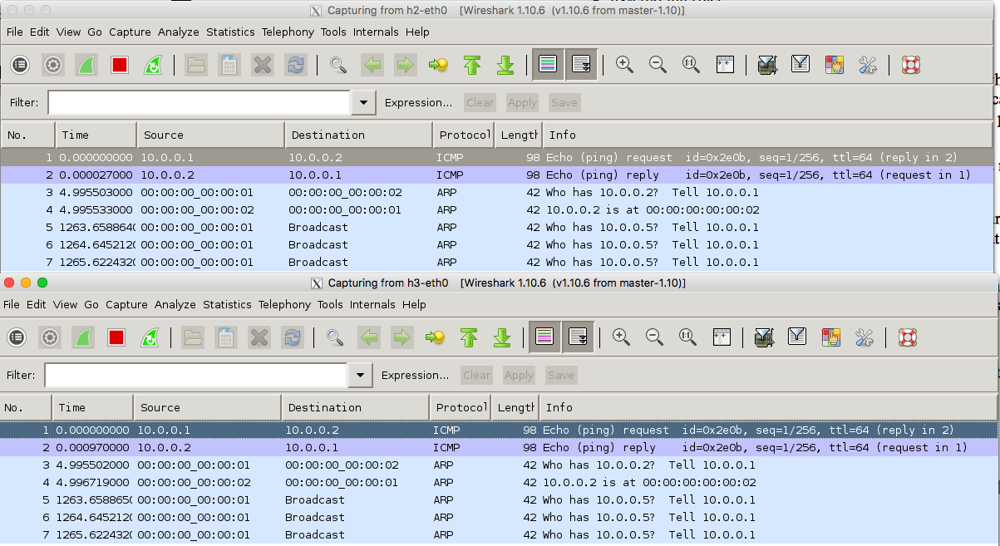 Capturing from h2-eth0 [Wireshark 1.10.6 (v1.10.6 from master-1.10)]
File Edit View Go Capture Analyze Statistics Telephony Tools Internals Help
Filter: Expression... Clear Apply Save
No. Time Source Destination Protocol Length Info
1 0.000000000 10.0.0.1 10.0.0.2 ICMP 98 Echo (ping) request id=0x2e0b, seq=1/256, ttl=64 (reply in 2)
2 0.000027000 10.0.0.2 10.0.0.1 ICMP 98 Echo (ping) reply id=0x2e0b, seq=1/256, ttl=64 (request in 1)
3 4.995503000 00:00:00_00:00:01 00:00:00_00:00:02 ARP 42 Who has 10.0.0.2? Tell 10.0.0.1
4 4.995533000 00:00:00_00:00:02 00:00:00_00:00:01 ARP 42 10.0.0.2 is at 00:00:00:00:00:02
5 1263.6588640 00:00:00_00:00:01 Broadcast ARP 42 Who has 10.0.0.5? Tell 10.0.0.1
6 1264.6452120 00:00:00_00:00:01 Broadcast ARP 42 Who has 10.0.0.5? Tell 10.0.0.1
7 1265.6224320 00:00:00_00:00:01 Broadcast ARP 42 Who has 10.0.0.5? Tell 10.0.0.1
Capturing from h3-eth0 [Wireshark 1.10.6 (v1.10.6 from master-1.10)]
File Edit View Go Capture Analyze Statistics Telephony Tools Internals Help
Filter: Expression... Clear Apply Save
No. Time Source Destination Protocol Length Info
1 0.000000000 10.0.0.1 10.0.0.2 ICMP 98 Echo (ping) request id=0x2e0b, seq=1/256, ttl=64 (reply in 2)
2 0.000970000 10.0.0.2 10.0.0.1 ICMP 98 Echo (ping) reply id=0x2e0b, seq=1/256, ttl=64 (request in 1)
3 4.995502000 00:00:00_00:00:01 00:00:00_00:00:02 ARP 42 Who has 10.0.0.2? Tell 10.0.0.1
4 4.996719000 00:00:00_00:00:02 00:00:00_00:00:01 ARP 42 10.0.0.2 is at 00:00:00:00:00:02
5 1263.6588650 00:00:00_00:00:01 Broadcast ARP 42 Who has 10.0.0.5? Tell 10.0.0.1
6 1264.6452120 00:00:00_00:00:01 Broadcast ARP 42 Who has 10.0.0.5? Tell 10.0.0.1
7 1265.6224320 00:00:00_00:00:01 Broadcast ARP 42 Who has 10.0.0.5? Tell 10.0.0.1